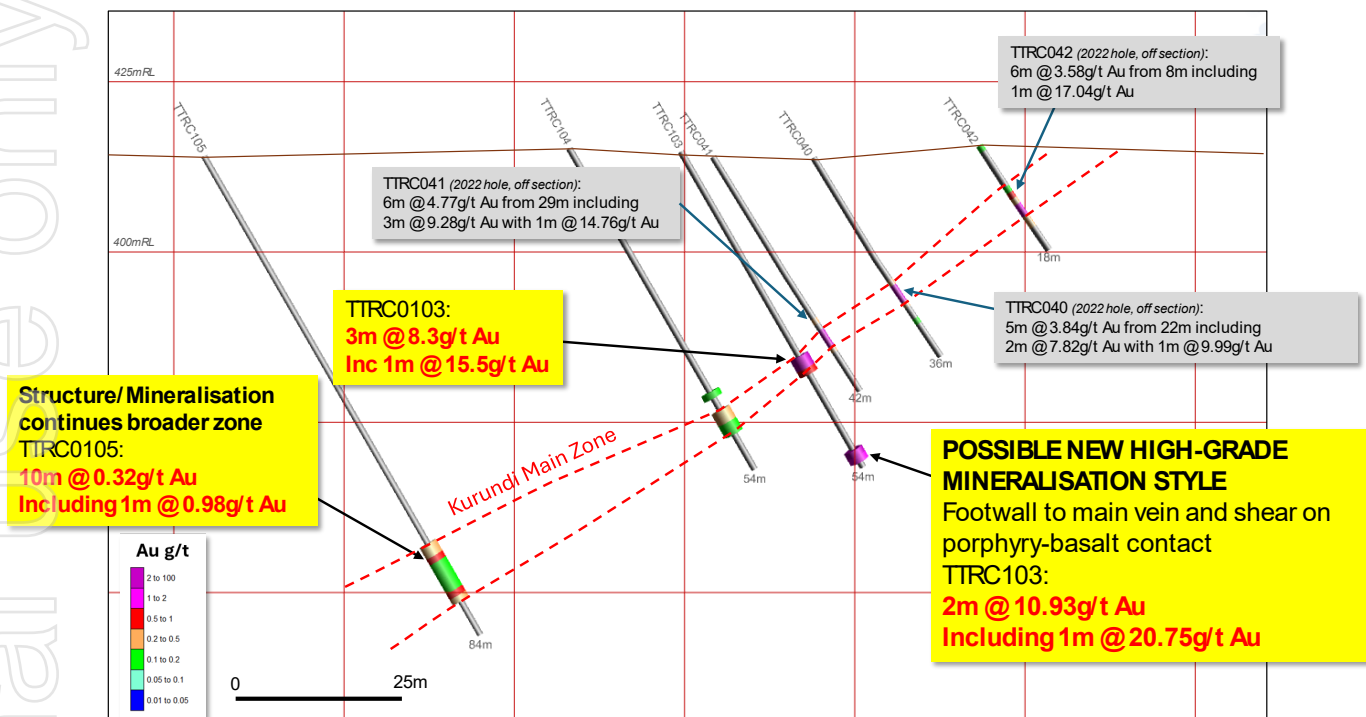 425mRL
400mRL
TTRC105
TTRC104
TTRC103
TTRC041
TTRC040
TTRC042
TTRC042 (2022 hole, off section):
6m @ 3.58g/t Au from 8m including
1m @ 17.04g/t Au
18m
TTRC041 (2022 hole, off section):
6m @ 4.77g/t Au from 29m including
3m @ 9.28g/t Au with 1m @ 14.76g/t Au
TTRC040 (2022 hole, off section):
5m @ 3.84g/t Au from 22m including
2m @ 7.82g/t Au with 1m @ 9.99g/t Au
36m
TTRC0103:
3m @ 8.3g/t Au
Inc 1m @ 15.5g/t Au
42m
Structure/ Mineralisation
continues broader zone
TTRC0105:
10m @ 0.32g/t Au
Including 1m @ 0.98g/t Au
Kurundi Main Zone
54m
54m
POSSIBLE NEW HIGH-GRADE
MINERALISATION STYLE
Footwall to main vein and shear on
porphyry-basalt contact
TTRC103:
2m @ 10.93g/t Au
Including 1m @ 20.75g/t Au
84m
Au g/t
2 to 100
1 to 2
0.5 to 1
0.2 to 0.5
0.1 to 0.2
0.05 to 0.1
0.01 to 0.05
0
25m
use only